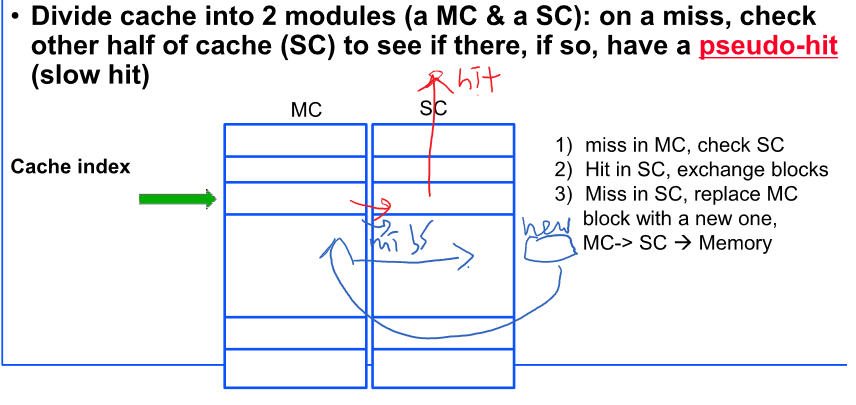 • Divide cache into 2 modules (a MC & a SC): on a miss, check
other half of cache (SC) to see if there, if so, have a pseudo-hit
(slow hit)
hit
MC
SC
Cache index
1) miss in MC, check SC
2) Hit in SC, exchange blocks
3) Miss in SC, replace MC
block with a new one,
MC-> SC → Memory
new
miss